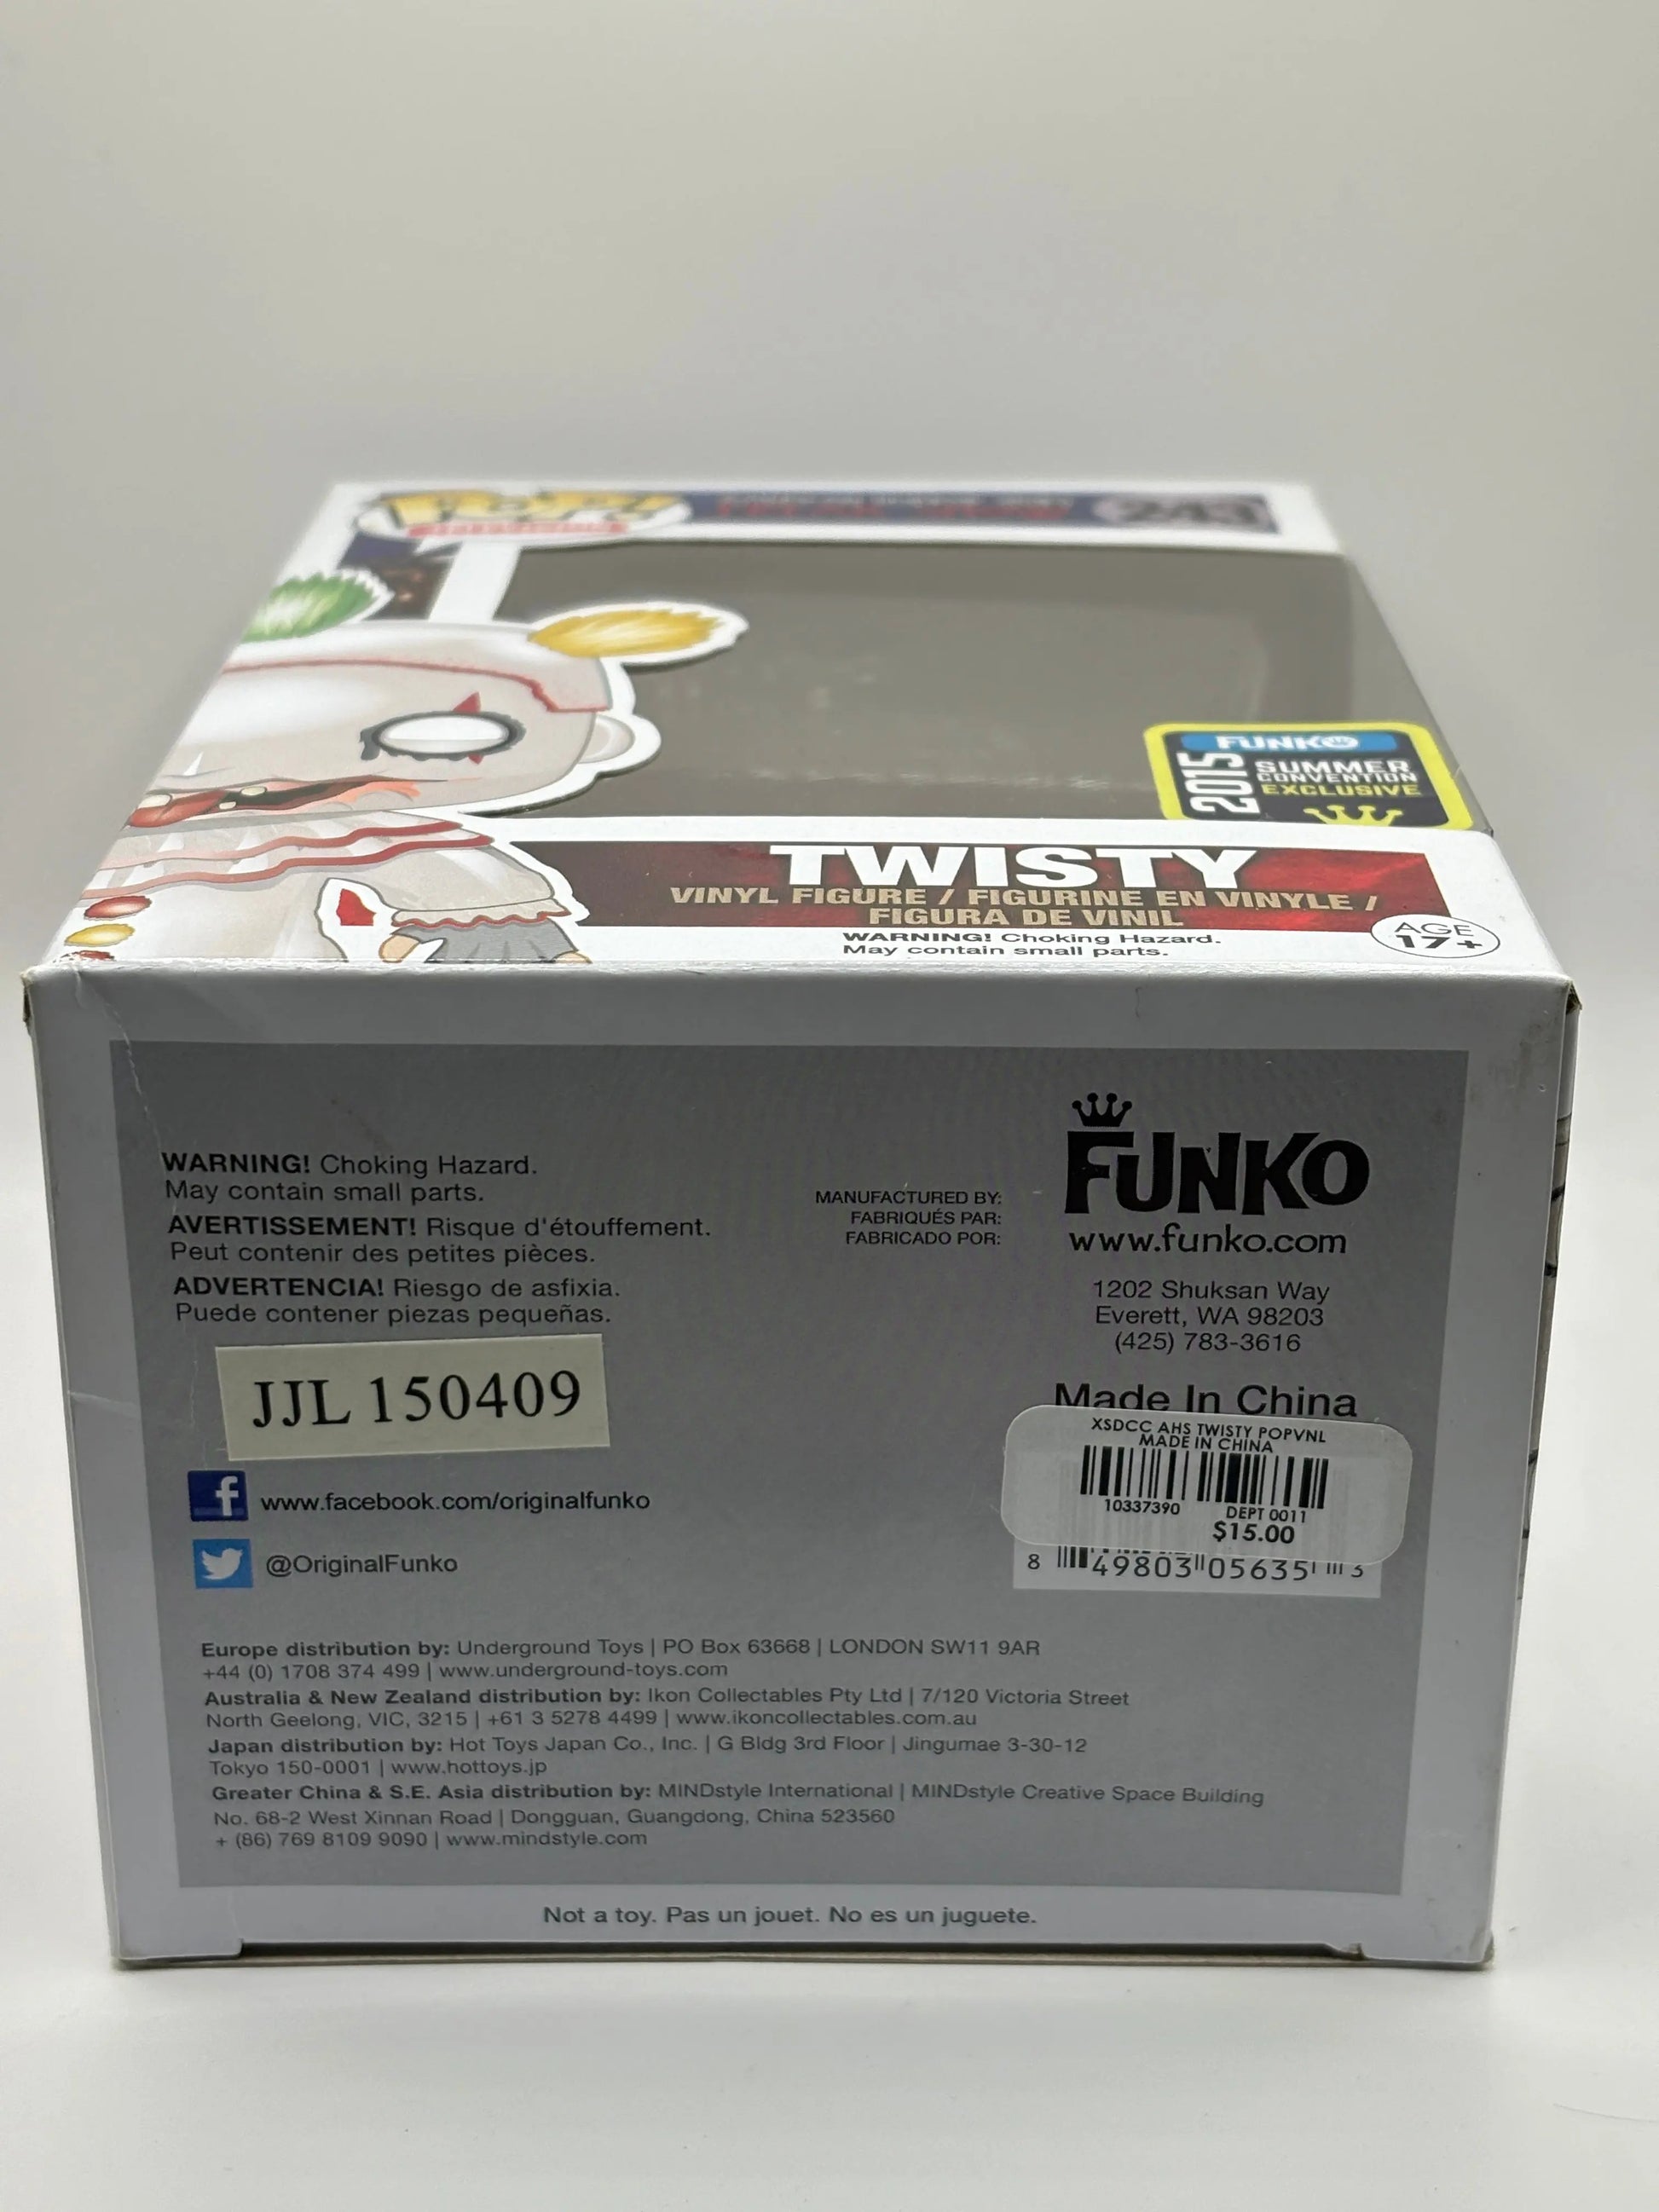 POP!
243
FUNKO
2015
SUMMER
CONVENTION
EXCLUSIVE
TWISTY
VINYL FIGURE / FIGURINE EN VINYLE /
FIGURA DE VINIL
WARNING! Choking Hazard.
May contain small parts.
AGE
17+
WARNING! Choking Hazard.
May contain small parts.
AVERTISSEMENT! Risque d'étouffement.
Peut contenir des petites pièces.
ADVERTENCIA! Riesgo de asfixia.
Puede contener piezas pequeñas.
JJL 150409
f www.facebook.com/originalfunko
@OriginalFunko
MANUFACTURED BY:
FABRIQUÉS PAR:
FABRICADO POR:
FUNKO
www.funko.com
1202 Shuksan Way
Everett, WA 98203
(425) 783-3616
Made In China
XSDCC AHS TWISTY POPVNL
MADE IN CHINA
10337390 DEPT 0011
$15.00
8 49803 05635 3
Europe distribution by: Underground Toys | PO Box 63668 | LONDON SW11 9AR
+44 (0) 1708 374 499 | www.underground-toys.com
Australia & New Zealand distribution by: Ikon Collectables Pty Ltd | 7/120 Victoria Street
North Geelong, VIC, 3215 | +61 3 5278 4499 | www.ikoncollectables.com.au
Japan distribution by: Hot Toys Japan Co., Inc. | G Bldg 3rd Floor | Jingumae 3-30-12
Tokyo 150-0001 | www.hottoys.jp
Greater China & S.E. Asia distribution by: MINDstyle International | MINDstyle Creative Space Building
No. 68-2 West Xinnan Road | Dongguan, Guangdong, China 523560
+ (86) 769 8109 9090 | www.mindstyle.com
Not a toy. Pas un jouet. No es un juguete.